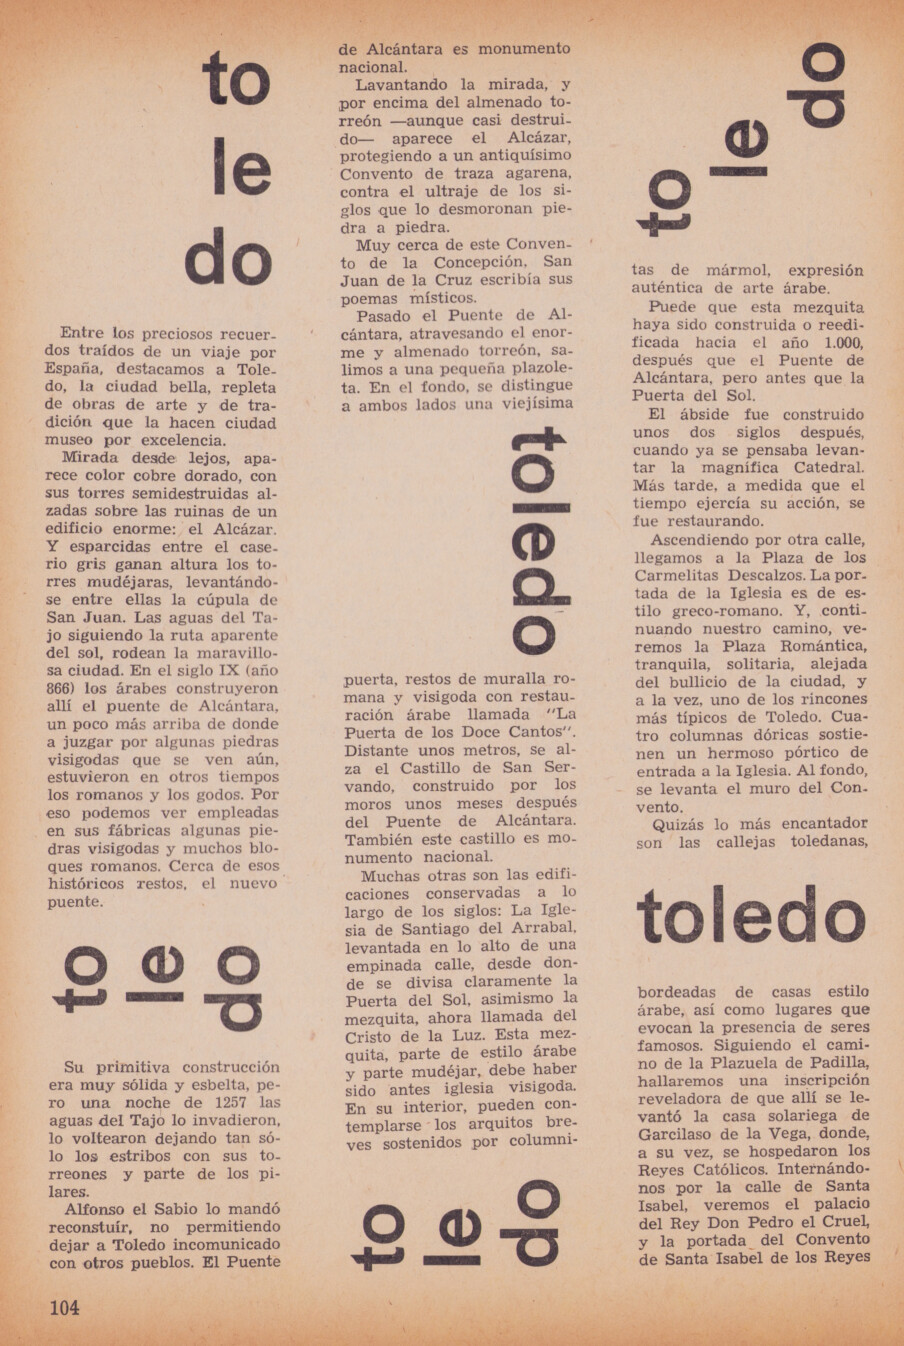 to
le
do
Entre los preciosos recuer-
dos traídos de un viaje por
España, destacamos a Tole-
do, la ciudad bella, repleta
de obras de arte y de tra-
dición que la hacen ciudad
museo por excelencia.
Mirada desde lejos, apa-
rece color cobre dorado, con
sus torres semidestruidas al-
zadas sobre las ruinas de un
edificio enorme: el Alcázar.
Y esparcidas entre el case-
rio gris ganan altura los to-
rres mudéjaras, levantándo-
se entre ellas la cúpula de
San Juan. Las aguas del Ta-
jo siguiendo la ruta aparente
del sol, rodean la maravillo-
sa ciudad. En el siglo IX (año
866) los árabes construyeron
allí el puente de Alcántara,
un poco más arriba de donde
a juzgar por algunas piedras
visigodas que se ven aún,
estuvieron en otros tiempos
los romanos y los godos. Por
eso podemos ver empleadas
en sus fábricas algunas pie-
dras visigodas y muchos blo-
ques romanos. Cerca de esos
históricos restos, el nuevo
puente.
to le do
Su primitiva construcción
era muy sólida y esbelta, pe-
ro una noche de 1257 las
aguas del Tajo lo invadieron,
lo voltearon dejando tan só-
lo los estribos con sus to-
rreones y parte de los pi-
lares.
Alfonso el Sabio lo mandó
reconstuír, no permitiendo
dejar a Toledo incomunicado
con otros pueblos. El Puente
de Alcántara es monumento
nacional.
Lavantando la mirada, y
por encima del almenado to-
rreón —aunque casi destrui-
do— aparece el Alcázar,
protegiendo a un antiquísimo
Convento de traza agarena,
contra el ultraje de los si-
glos que lo desmoronan pie-
dra a piedra.
Muy cerca de este Conven-
to de la Concepción, San
Juan de la Cruz escribía sus
poemas místicos.
Pasado el Puente de Al-
cántara, atravesando el enor-
me y almenado torreón, sa-
limos a una pequeña plazole-
ta. En el fondo, se distingue
a ambos lados una viejísima
toledo
puerta, restos de muralla ro-
mana y visigoda con restau-
ración árabe llamada "La
Puerta de los Doce Cantos".
Distante unos metros, se al-
za el Castillo de San Ser-
vando, construido por los
moros unos meses después
del Puente de Alcántara.
También este castillo es mo-
numento nacional.
Muchas otras son las edifi-
caciones conservadas a lo
largo de los siglos: La Igle-
sia de Santiago del Arrabal,
levantada en lo alto de una
empinada calle, desde don-
de se divisa claramente la
Puerta del Sol, asimismo la
mezquita, ahora llamada del
Cristo de la Luz. Esta mez-
quita, parte de estilo árabe
y parte mudéjar, debe haber
sido antes iglesia visigoda.
En su interior, pueden con-
templarse los arquitos bre-
ves sostenidos por columni-
to le do
to le do
tas de mármol, expresión
auténtica de arte árabe.
Puede que esta mezquita
haya sido construida o reedi-
ficada hacia el año 1.000,
después que el Puente de
Alcántara, pero antes que la
Puerta del Sol.
El ábside fue construido
unos dos siglos después,
cuando ya se pensaba levan-
tar la magnífica Catedral.
Más tarde, a medida que el
tiempo ejercía su acción, se
fue restaurando.
Ascendiendo por otra calle,
llegamos a la Plaza de los
Carmelitas Descalzos. La por-
tada de la Iglesia es de es-
tilo greco-romano. Y, conti-
nuando nuestro camino, ve-
remos la Plaza Romántica,
tranquila, solitaria, alejada
del bullicio de la ciudad, y
a la vez, uno de los rincones
más típicos de Toledo. Cua-
tro columnas dóricas sostie-
nen un hermoso pórtico de
entrada a la Iglesia. Al fondo,
se levanta el muro del Con-
vento.
Quizás lo más encantador
son las callejas toledanas,
toledo
bordeadas de casas estilo
árabe, así como lugares que
evocan la presencia de seres
famosos. Siguiendo el cami-
no de la Plazuela de Padilla,
hallaremos una inscripción
reveladora de que allí se le-
vantó la casa solariega de
Garcilaso de la Vega, donde,
a su vez, se hospedaron los
Reyes Católicos. Internándo-
nos por la calle de Santa
Isabel, veremos el palacio
del Rey Don Pedro el Cruel,
y la portada del Convento
de Santa Isabel de los Reyes
104